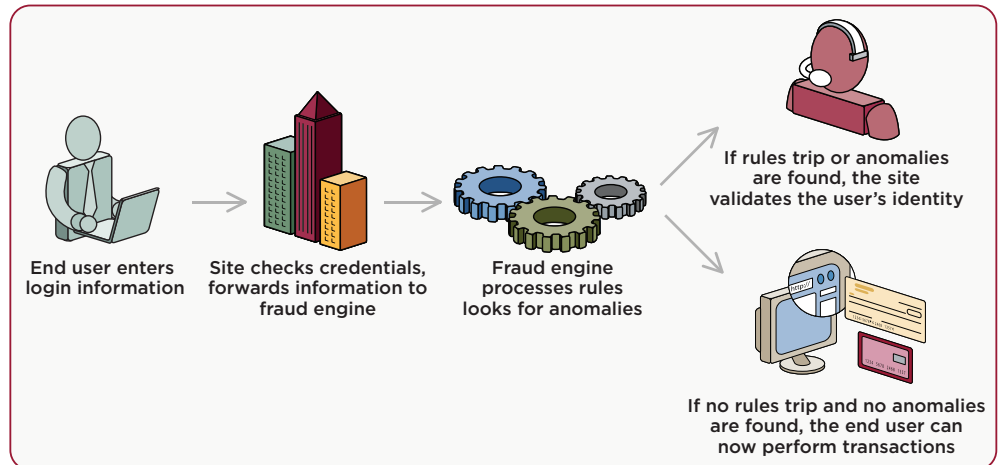 End user enters
login information
Site checks credentials,
forwards information to
fraud engine
Fraud engine
processes rules
looks for anomalies
If rules trip or anomalies
are found, the site
validates the user's identity
http://
If no rules trip and no anomalies
are found, the end user can
now perform transactions